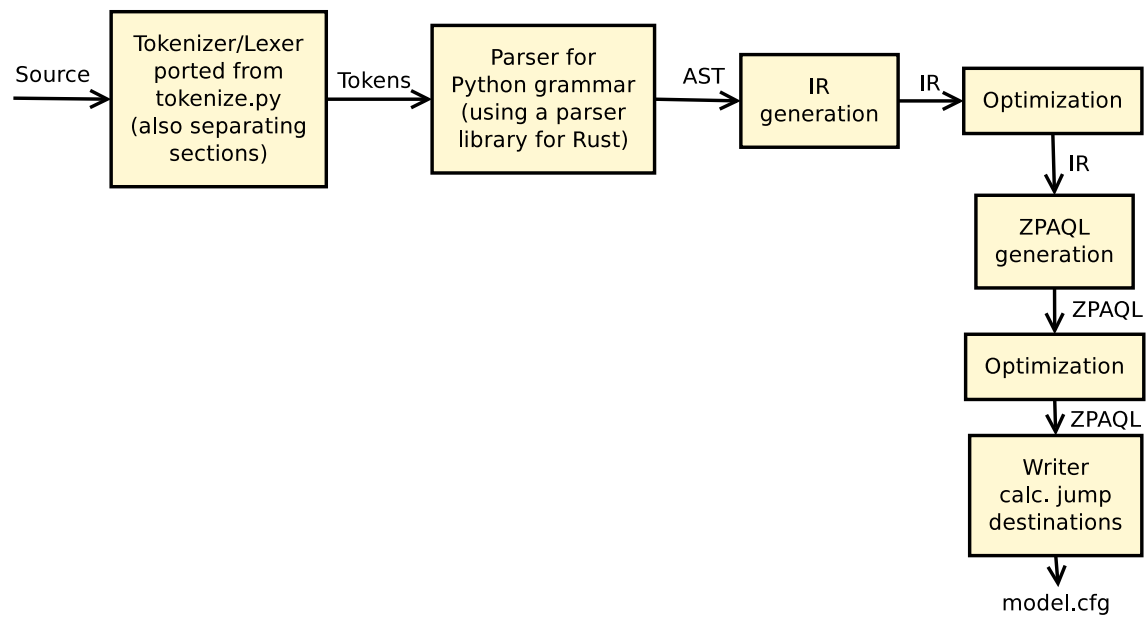 Source
Tokenizer/Lexer
ported from
tokenize.py
(also separating
sections)
Tokens
Parser for
Python grammar
(using a parser
library for Rust)
AST
IR
generation
IR
Optimization
IR
ZPAQL
generation
ZPAQL
Optimization
ZPAQL
Writer
calc. jump
destinations
model.cfg